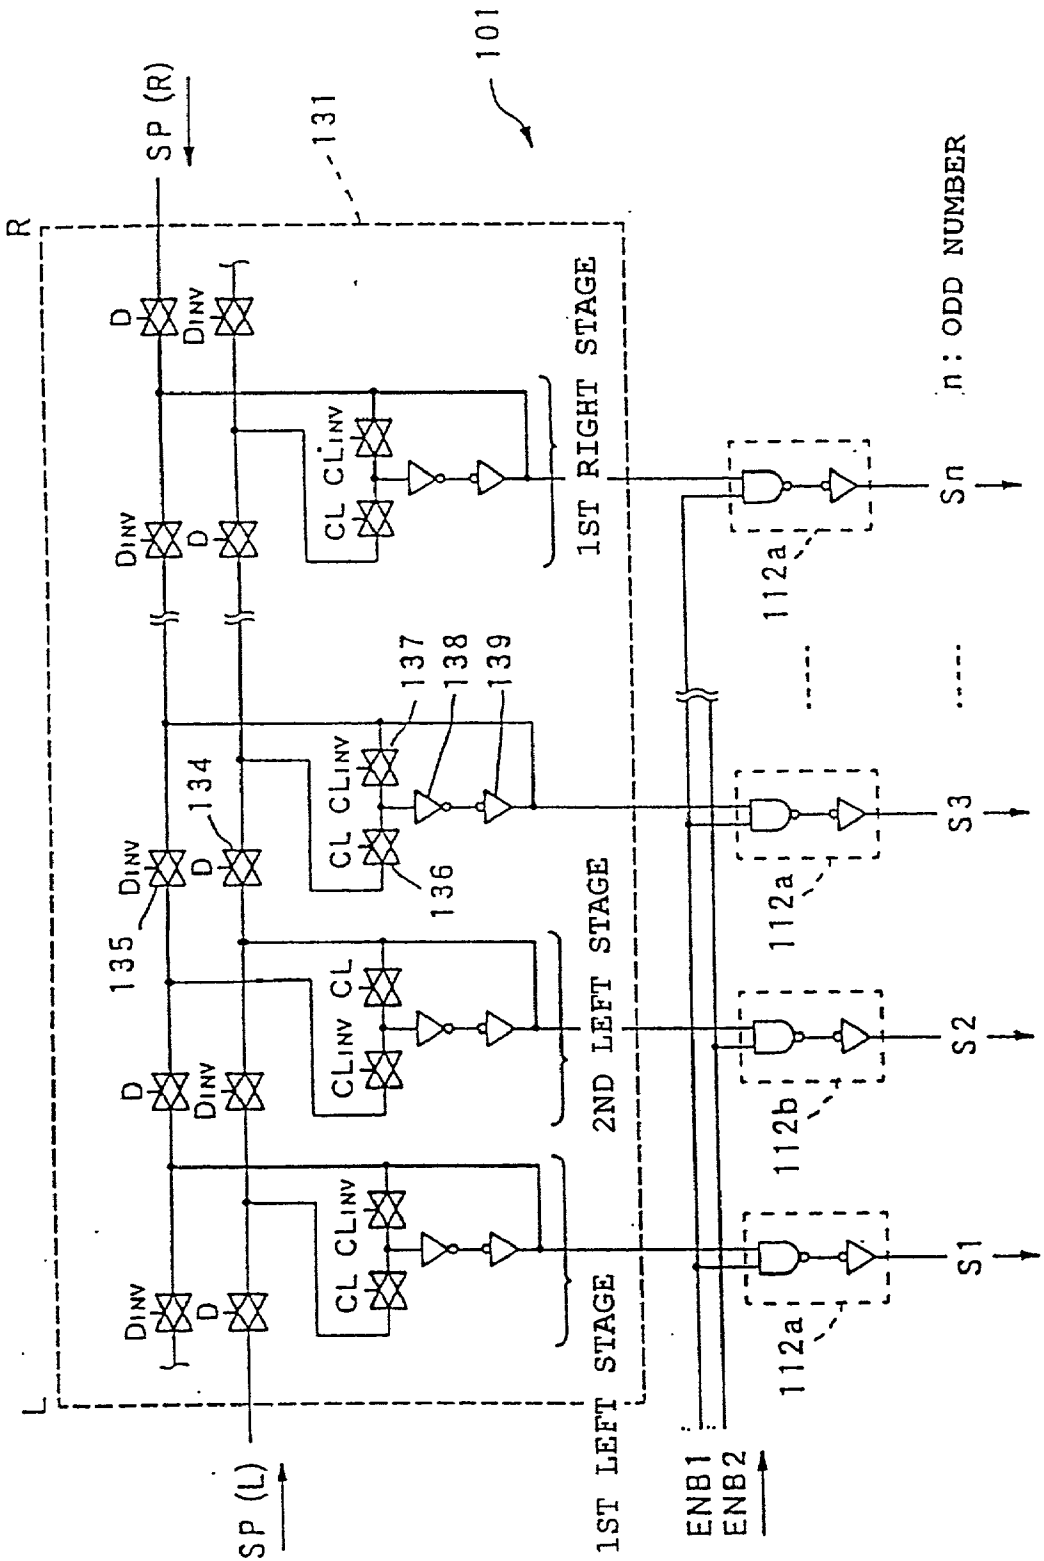 101
SP (R)
131
R
D
DINV
DINV
D
CL
CLINV
1ST RIGHT STAGE
137
138
139
134
DINV
D
135
CL
CLINV
136
D
DINV
CLINV
CL
2ND LEFT STAGE
DINV
D
CL
CLINV
1ST LEFT STAGE
L
SP (L)
ENB1
ENB2
112a
112b
112a
112a
......
S1
S2
S3
......
Sn
n: ODD NUMBER